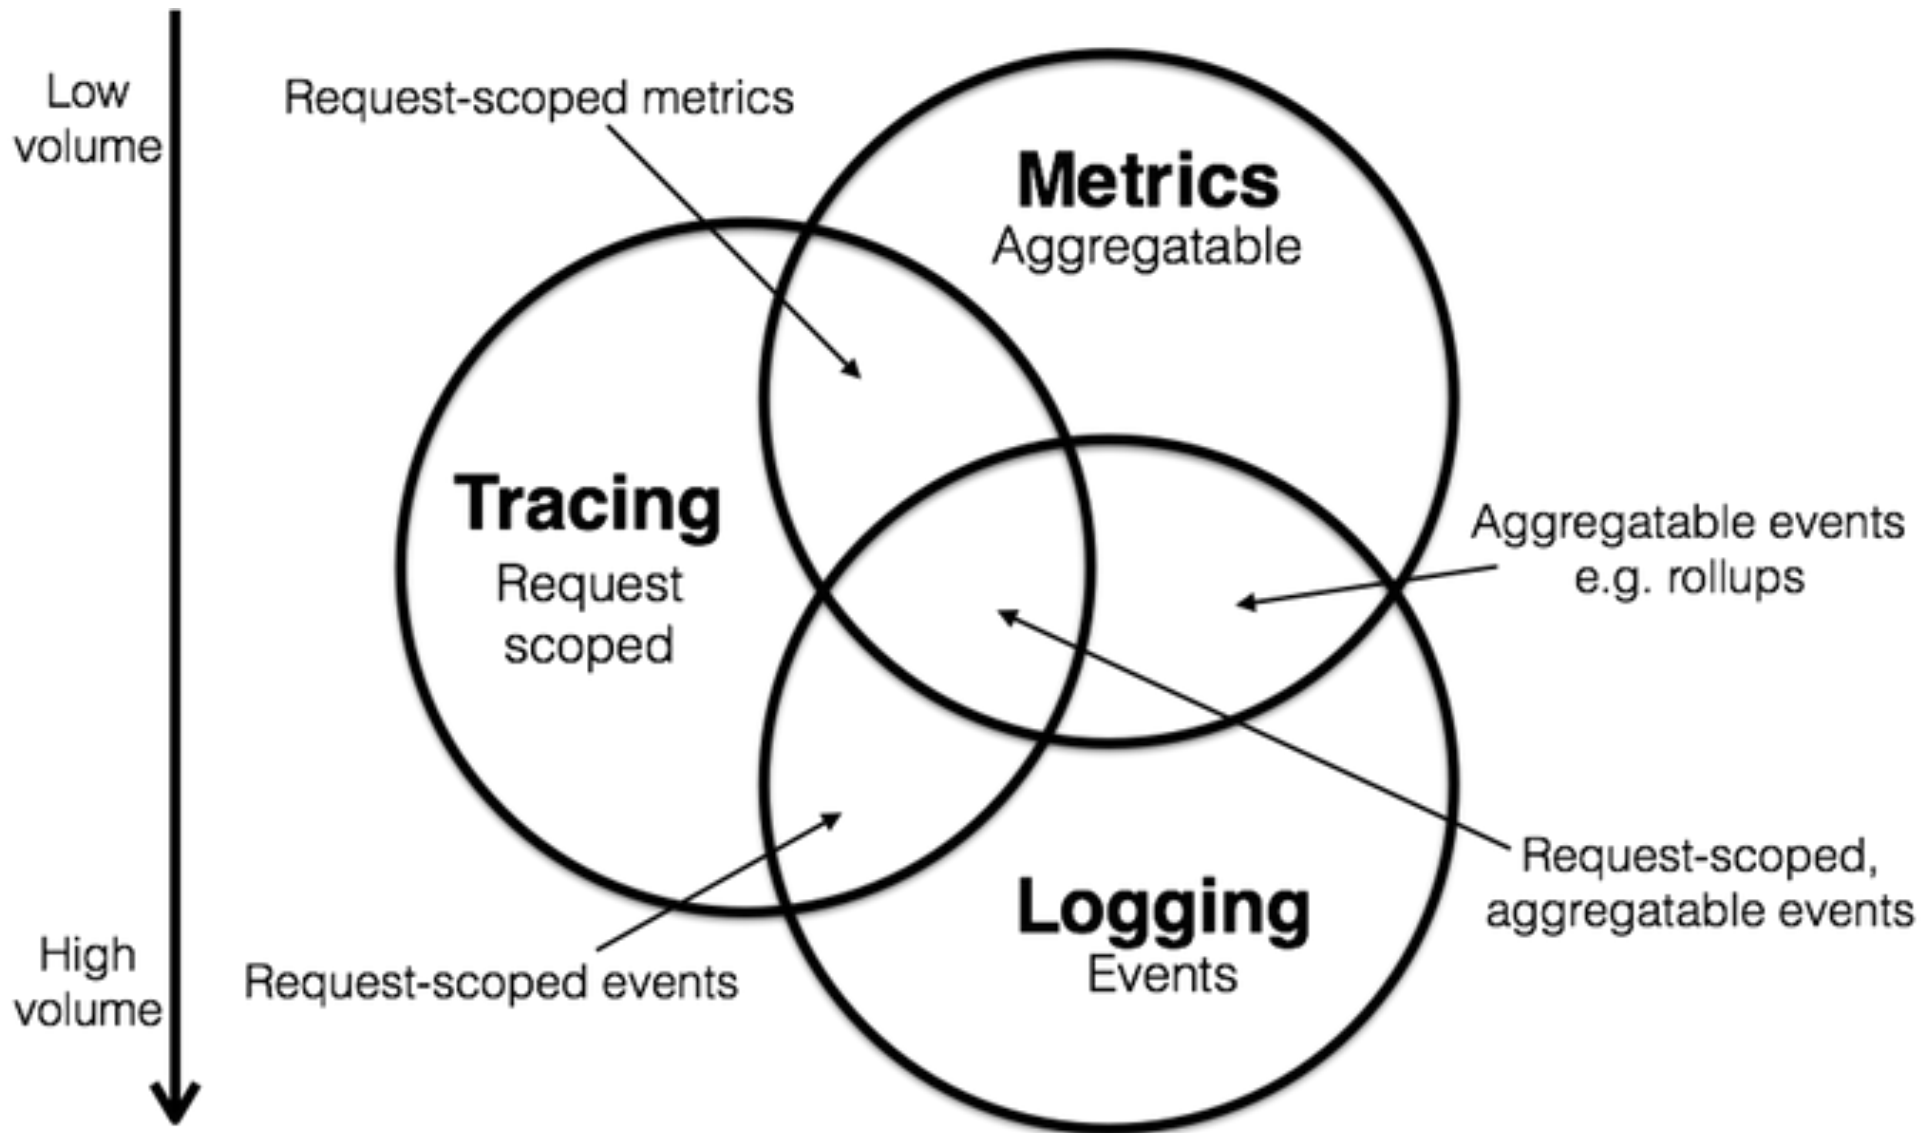 Low
volume
Request-scoped metrics
Metrics
Aggregatable
Tracing
Request
scoped
Aggregatable events
e.g. rollups
Request-scoped,
aggregatable events
Logging
Events
Request-scoped events
High
volume